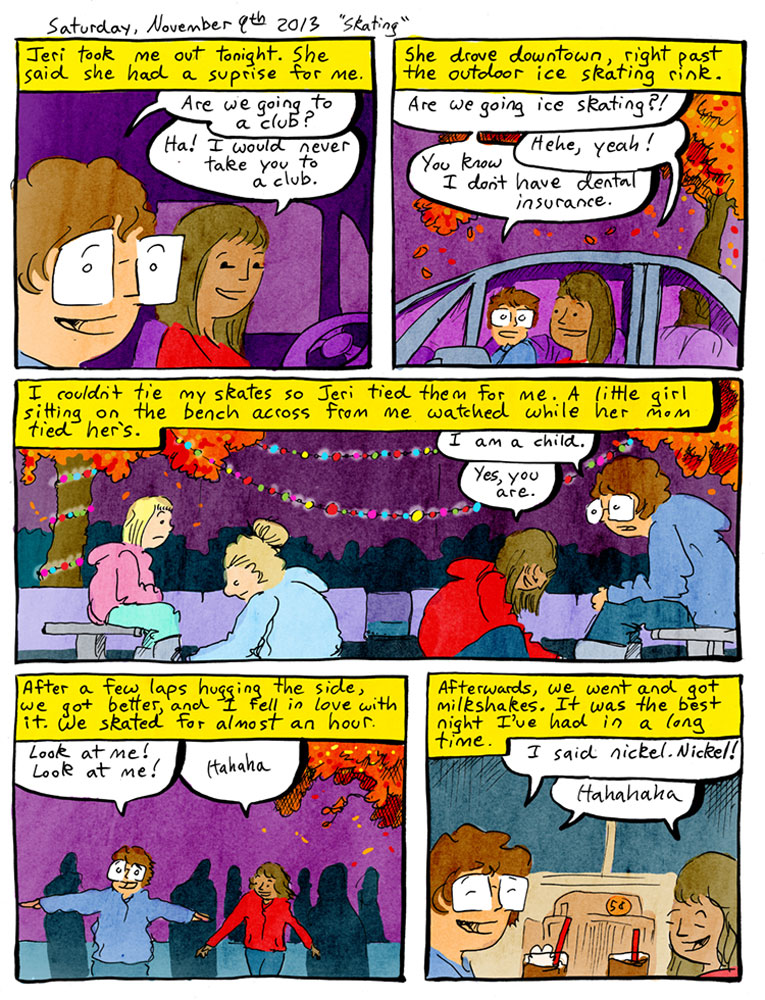 Saturday, November 9th 2013 "Skating"
Jeri took me out tonight. She
said she had a suprise for me.
Are we going to
a club?
Ha! I would never
take you to
a club.
She drove downtown, right past
the outdoor ice skating rink.
Are we going ice skating?!
Hehe, yeah!
You know
I don't have dental
insurance.
I couldn't tie my skates so Jeri tied them for me. A little girl
sitting on the bench across from me watched while her mom
tied her's.
I am a child.
Yes, you
are.
After a few laps hugging the side,
we got better, and I fell in love with
it. We skated for almost an hour.
Look at me!
Look at me!
Hahaha
Afterwards, we went and got
milkshakes. It was the best
night I've had in a long
time.
I said nickel. Nickel!
Hahahaha
5¢